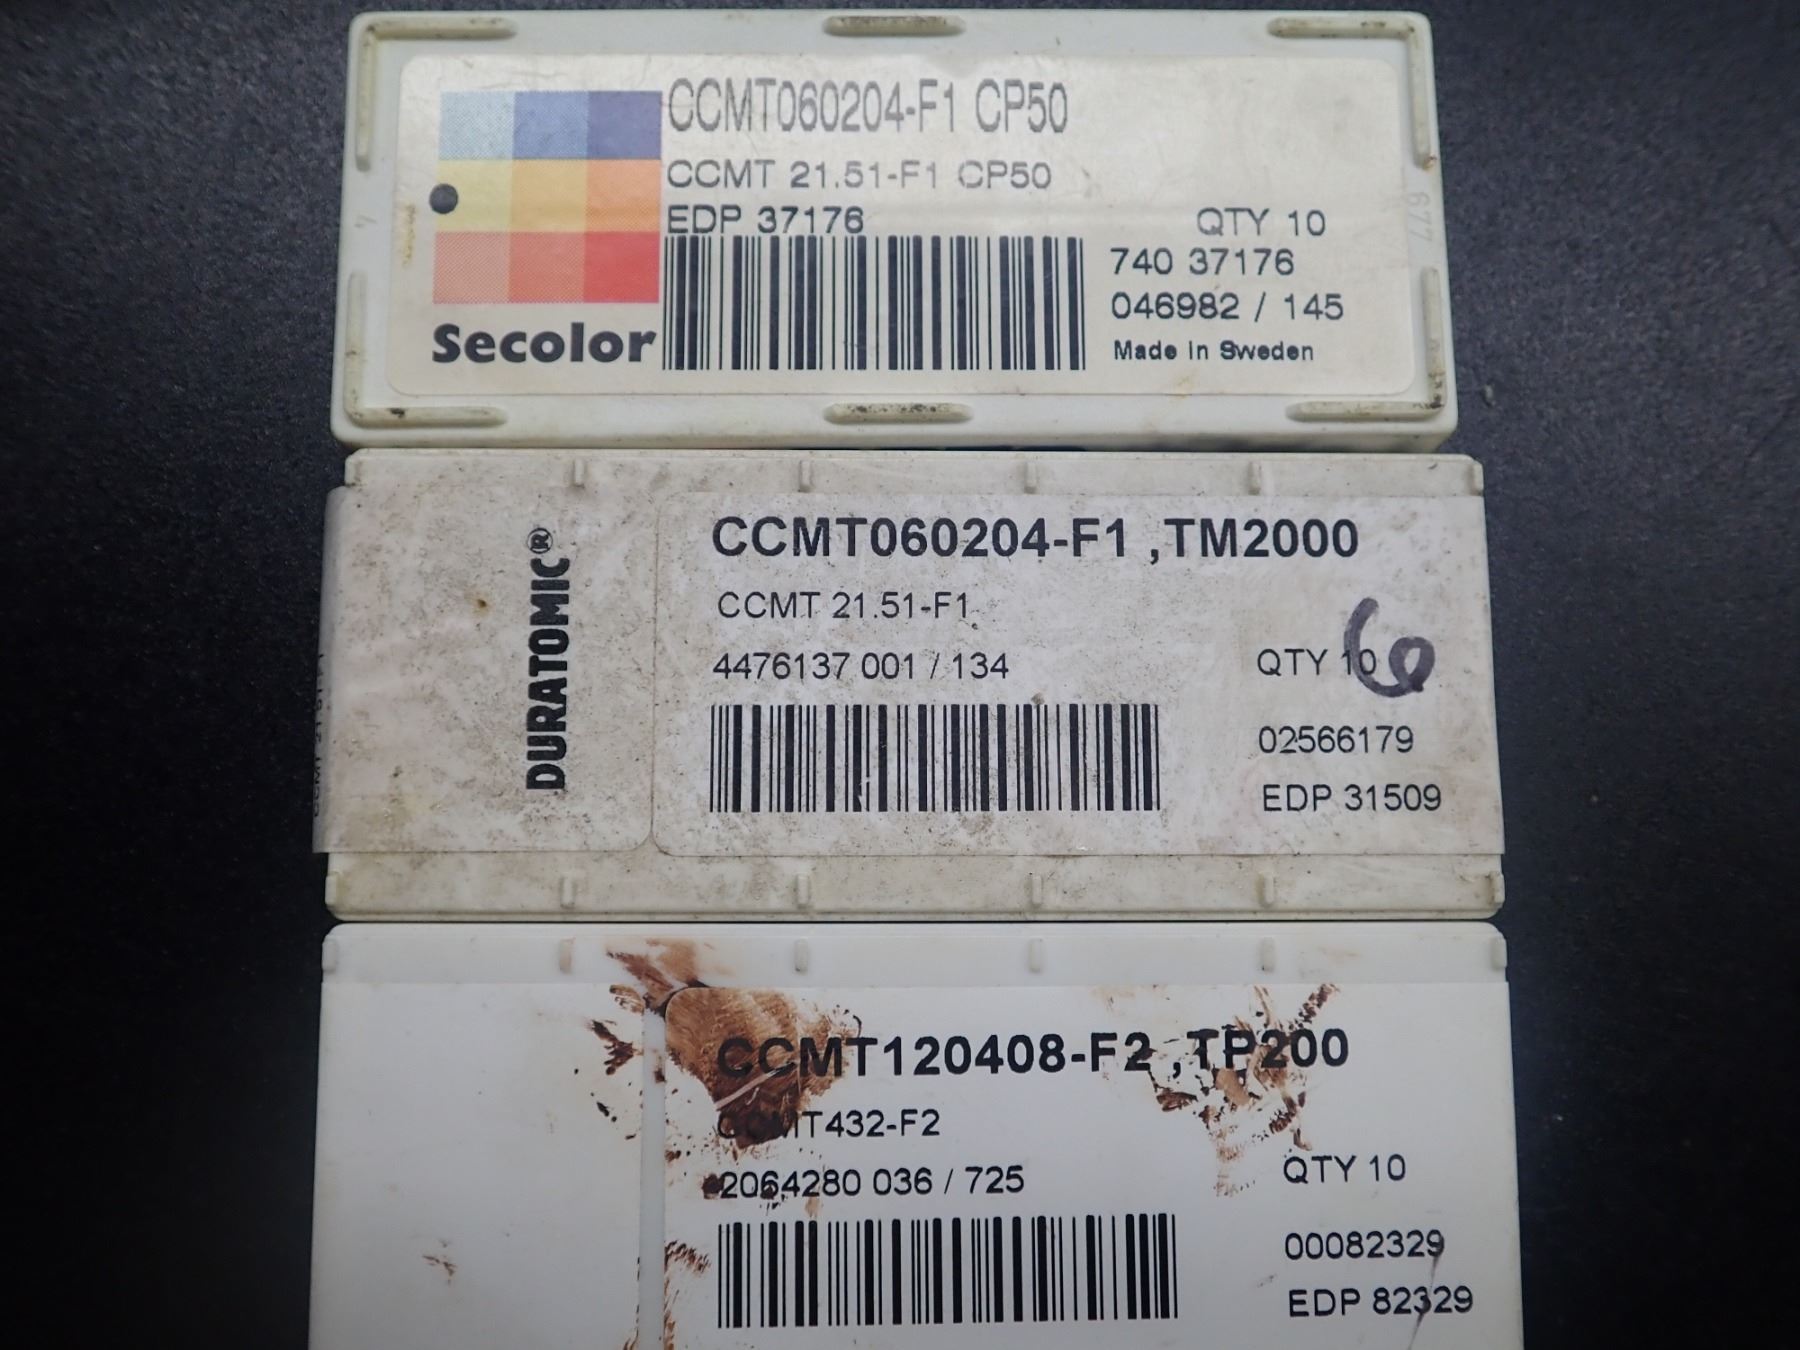 CCMT060204-F1 CP50
CCMT 21.51-F1 CP50
EDP 37176
QTY 10
740 37176
046982 / 145
Made in Sweden
Secolor
677
DURATOMIC®
CCMT060204-F1 ,TM2000
CCMT 21.51-F1
4476137 001 / 134
QTY 10
6
02566179
EDP 31509
CCMT120408-F2 ,TP200
CCMT432-F2
2064280 036 / 725
QTY 10
00082329
EDP 82329